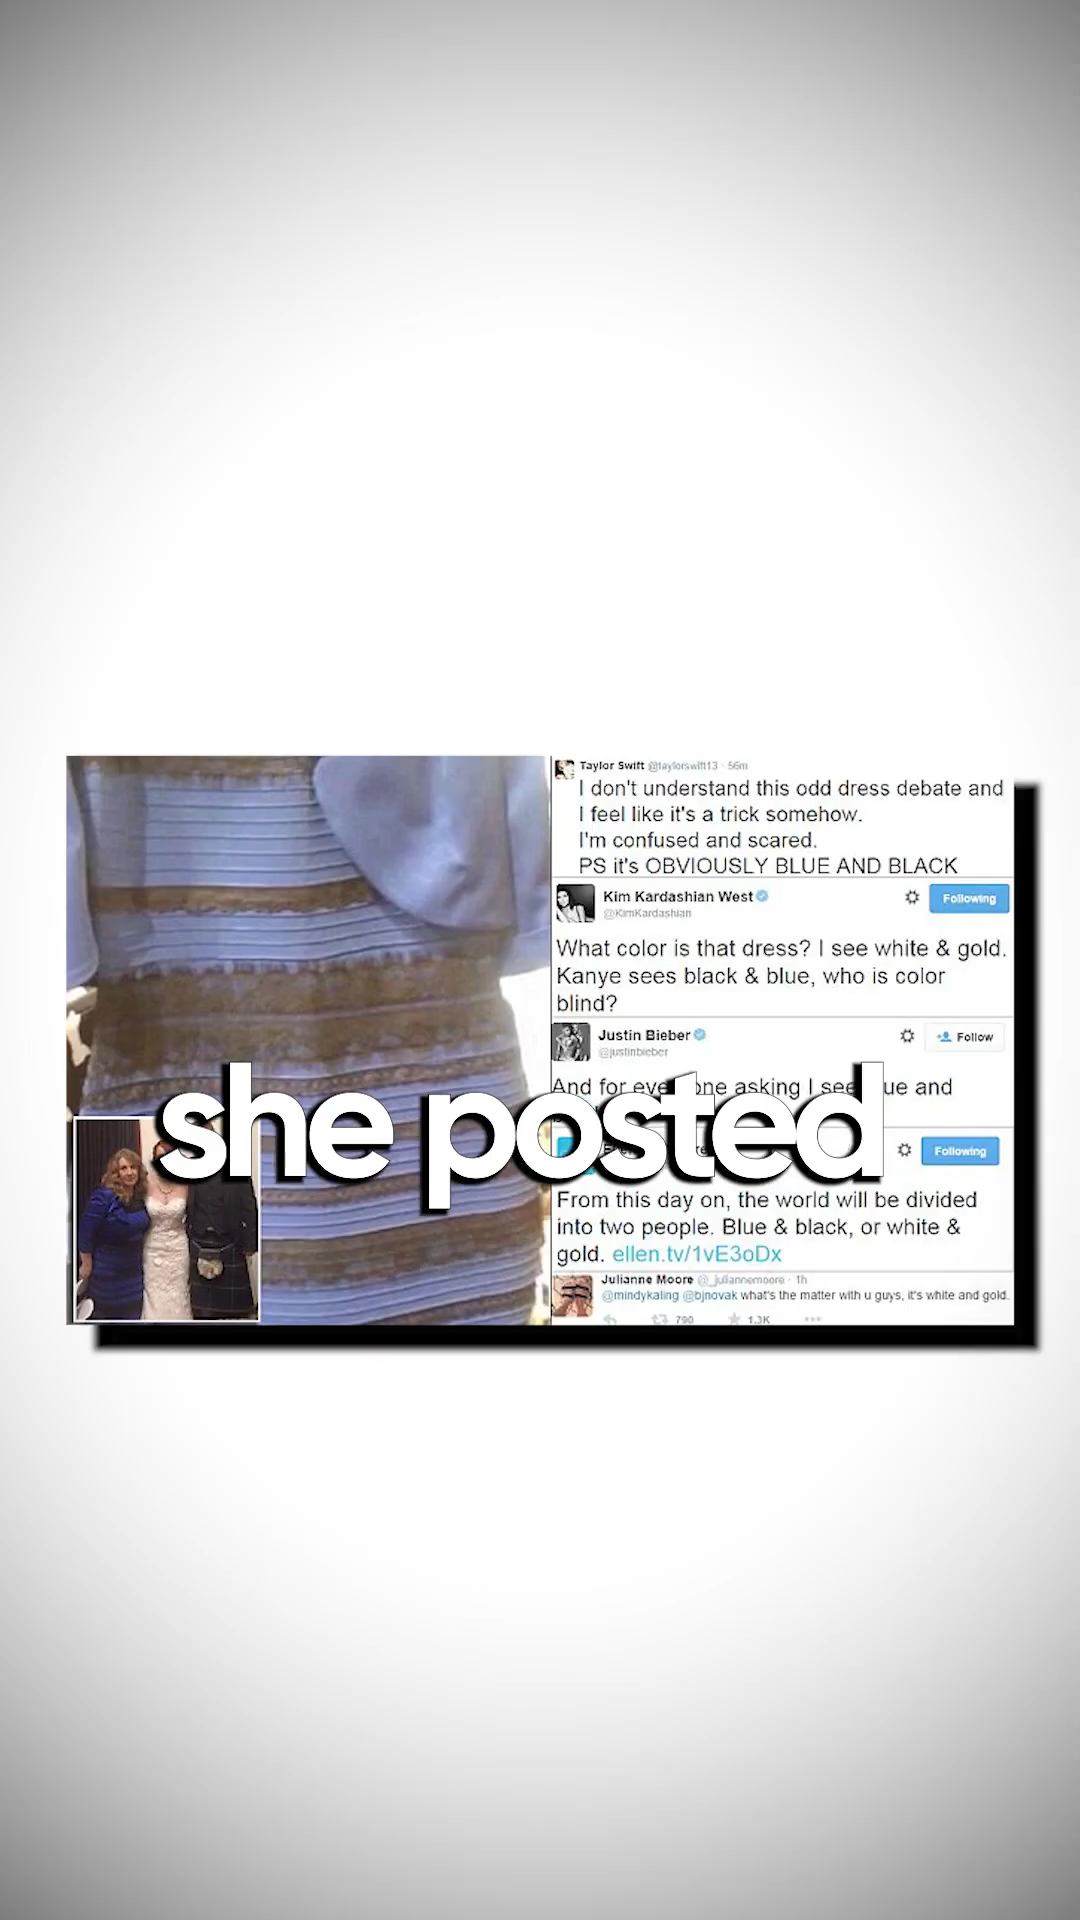 Taylor Swift @taylorswift13 · 56m
I don't understand this odd dress debate and
I feel like it's a trick somehow.
I'm confused and scared.
PS it's OBVIOUSLY BLUE AND BLACK
Kim Kardashian West
@KimKardashian
Following
What color is that dress? I see white & gold.
Kanye sees black & blue, who is color
blind?
Justin Bieber
@justinbieber
Follow
And for asking I see and
she posted
Following
From this day on, the world will be divided
into two people. Blue & black, or white &
gold. ellen.tv/1vE3oDx
Julianne Moore @_juliannemoore · 1h
@mindykaling @bjnovak what's the matter with u guys, it's white and gold.
790 1.3K